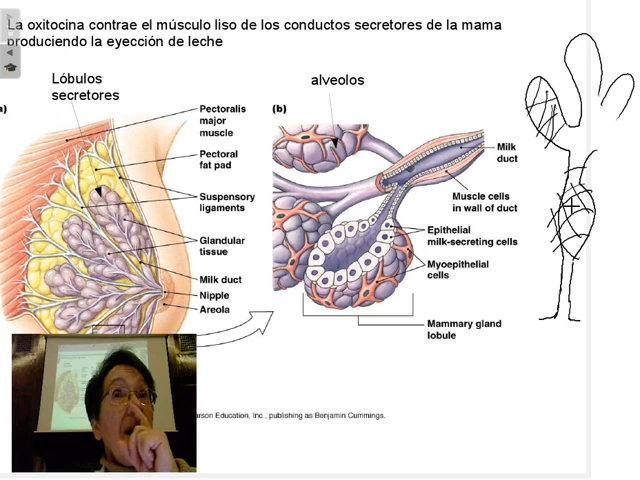 La oxitocina contrae el músculo liso de los conductos secretores de la mama
produciendo la eyección de leche
Lóbulos
secretores
alveolos
Pectoralis
major
muscle
Pectoral
fat pad
Suspensory
ligaments
Glandular
tissue
Milk duct
Nipple
Areola
(b)
Milk
duct
Muscle cells
in wall of duct
Epithelial
milk-secreting cells
Myoepithelial
cells
Mammary gland
lobule
Education, Inc., publishing as Benjamin Cummings.